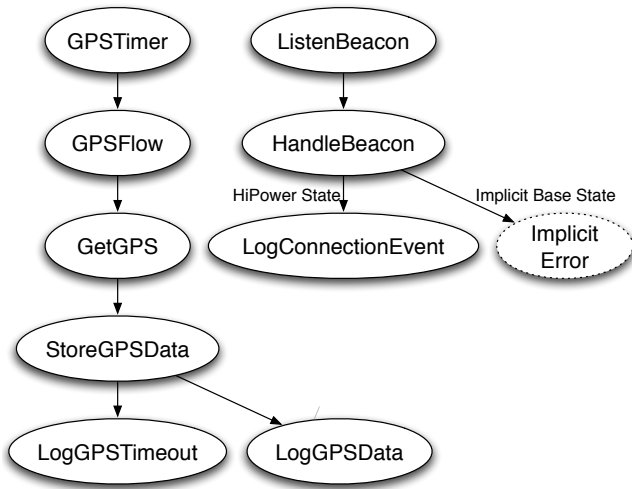 GPSTimer
ListenBeacon
GPSFlow
HandleBeacon
HiPower State
Implicit Base State
GetGPS
LogConnectionEvent
Implicit
Error
StoreGPSData
LogGPSTimeout
LogGPSData